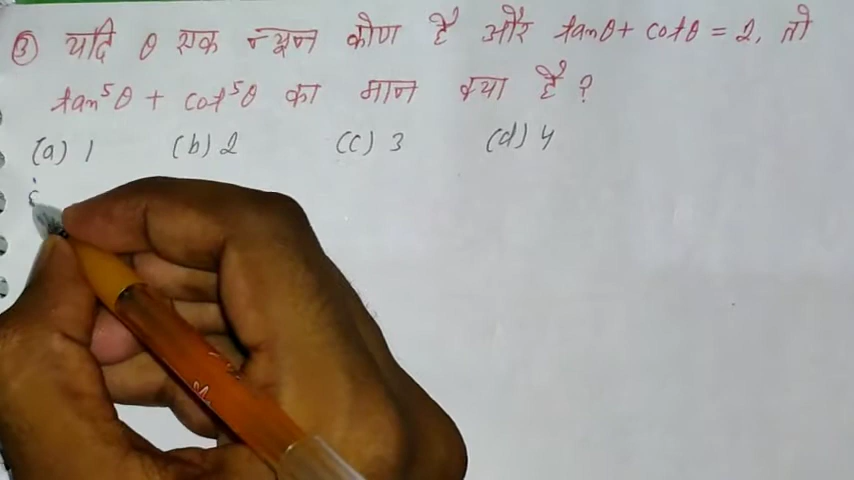 ③ यदि θ एक न्यून कोण है और tanθ + cotθ = 2, तो
tan⁵θ + cot⁵θ का मान क्या है ?
(a) 1 (b) 2 (c) 3 (d) 4